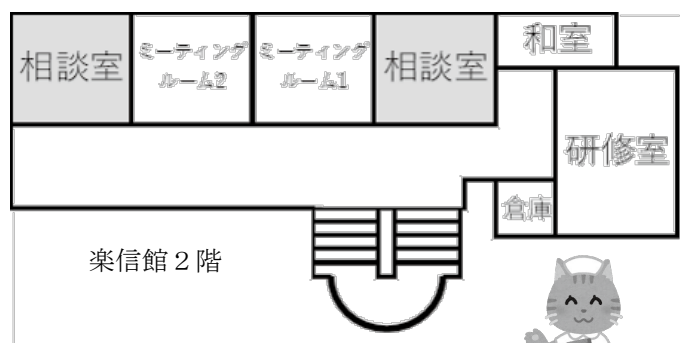 相談室
ミーティング
ルーム2
ミーティング
ルーム1
相談室
和室
研修室
倉庫
楽信館２階